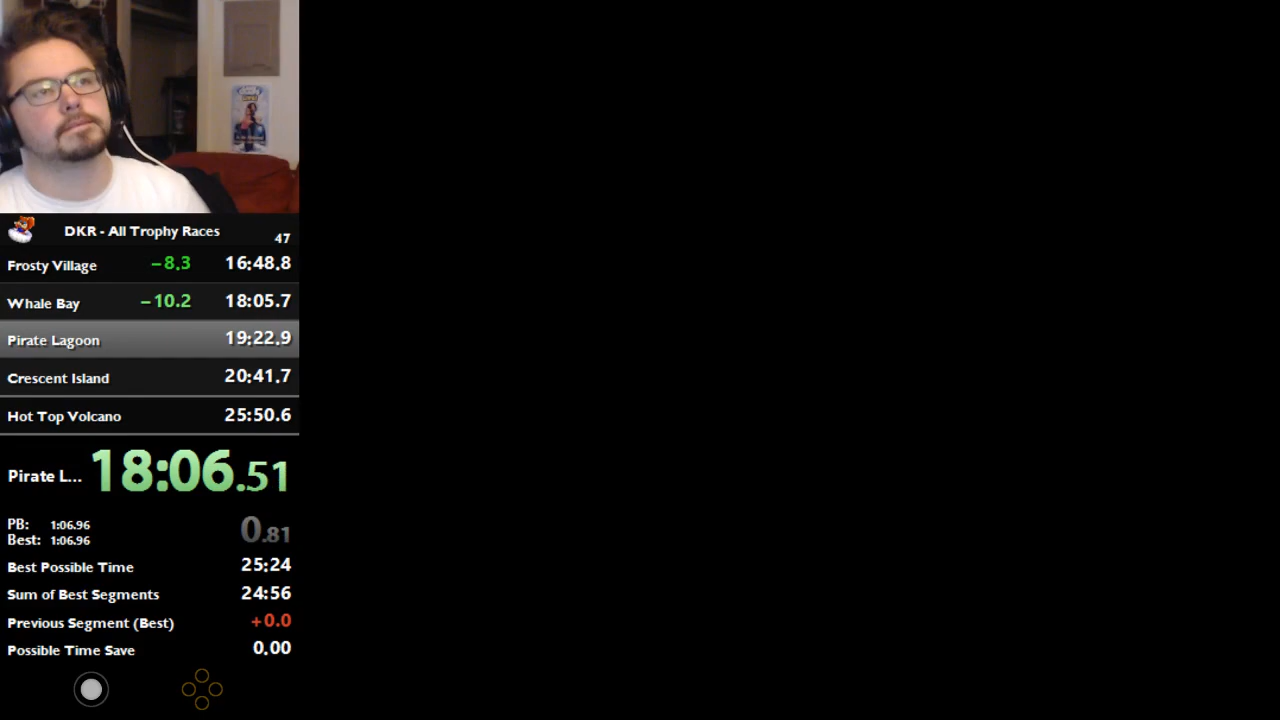 DKR - All Trophy Races
47
Frosty Village −8.3 16:48.8
Whale Bay −10.2 18:05.7
Pirate Lagoon 19:22.9
Crescent Island 20:41.7
Hot Top Volcano 25:50.6
Pirate L... 18:06.51
PB: 1:06.96
Best: 1:06.96
0.81
Best Possible Time 25:24
Sum of Best Segments 24:56
Previous Segment (Best) +0.0
Possible Time Save 0.00